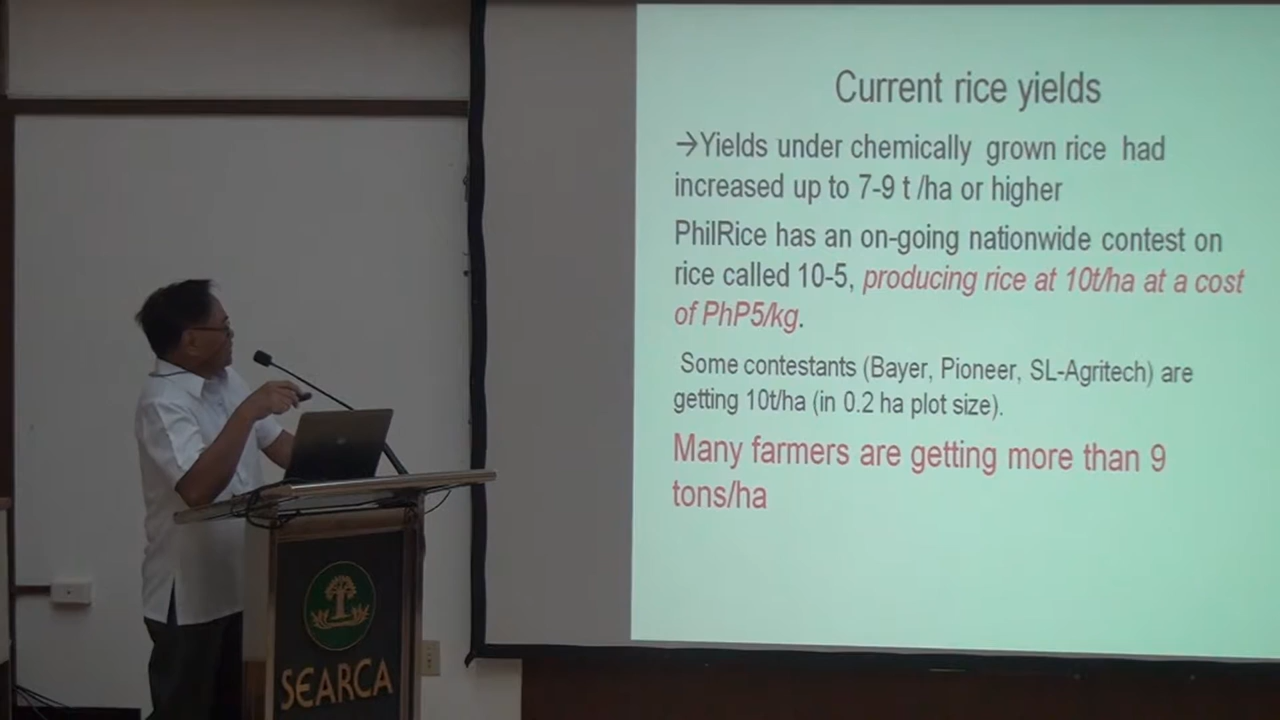 Current rice yields
→Yields under chemically grown rice had
increased up to 7-9 t /ha or higher
PhilRice has an on-going nationwide contest on
rice called 10-5, producing rice at 10t/ha at a cost
of PhP5/kg.
Some contestants (Bayer, Pioneer, SL-Agritech) are
getting 10t/ha (in 0.2 ha plot size).
Many farmers are getting more than 9
tons/ha
SEARCA